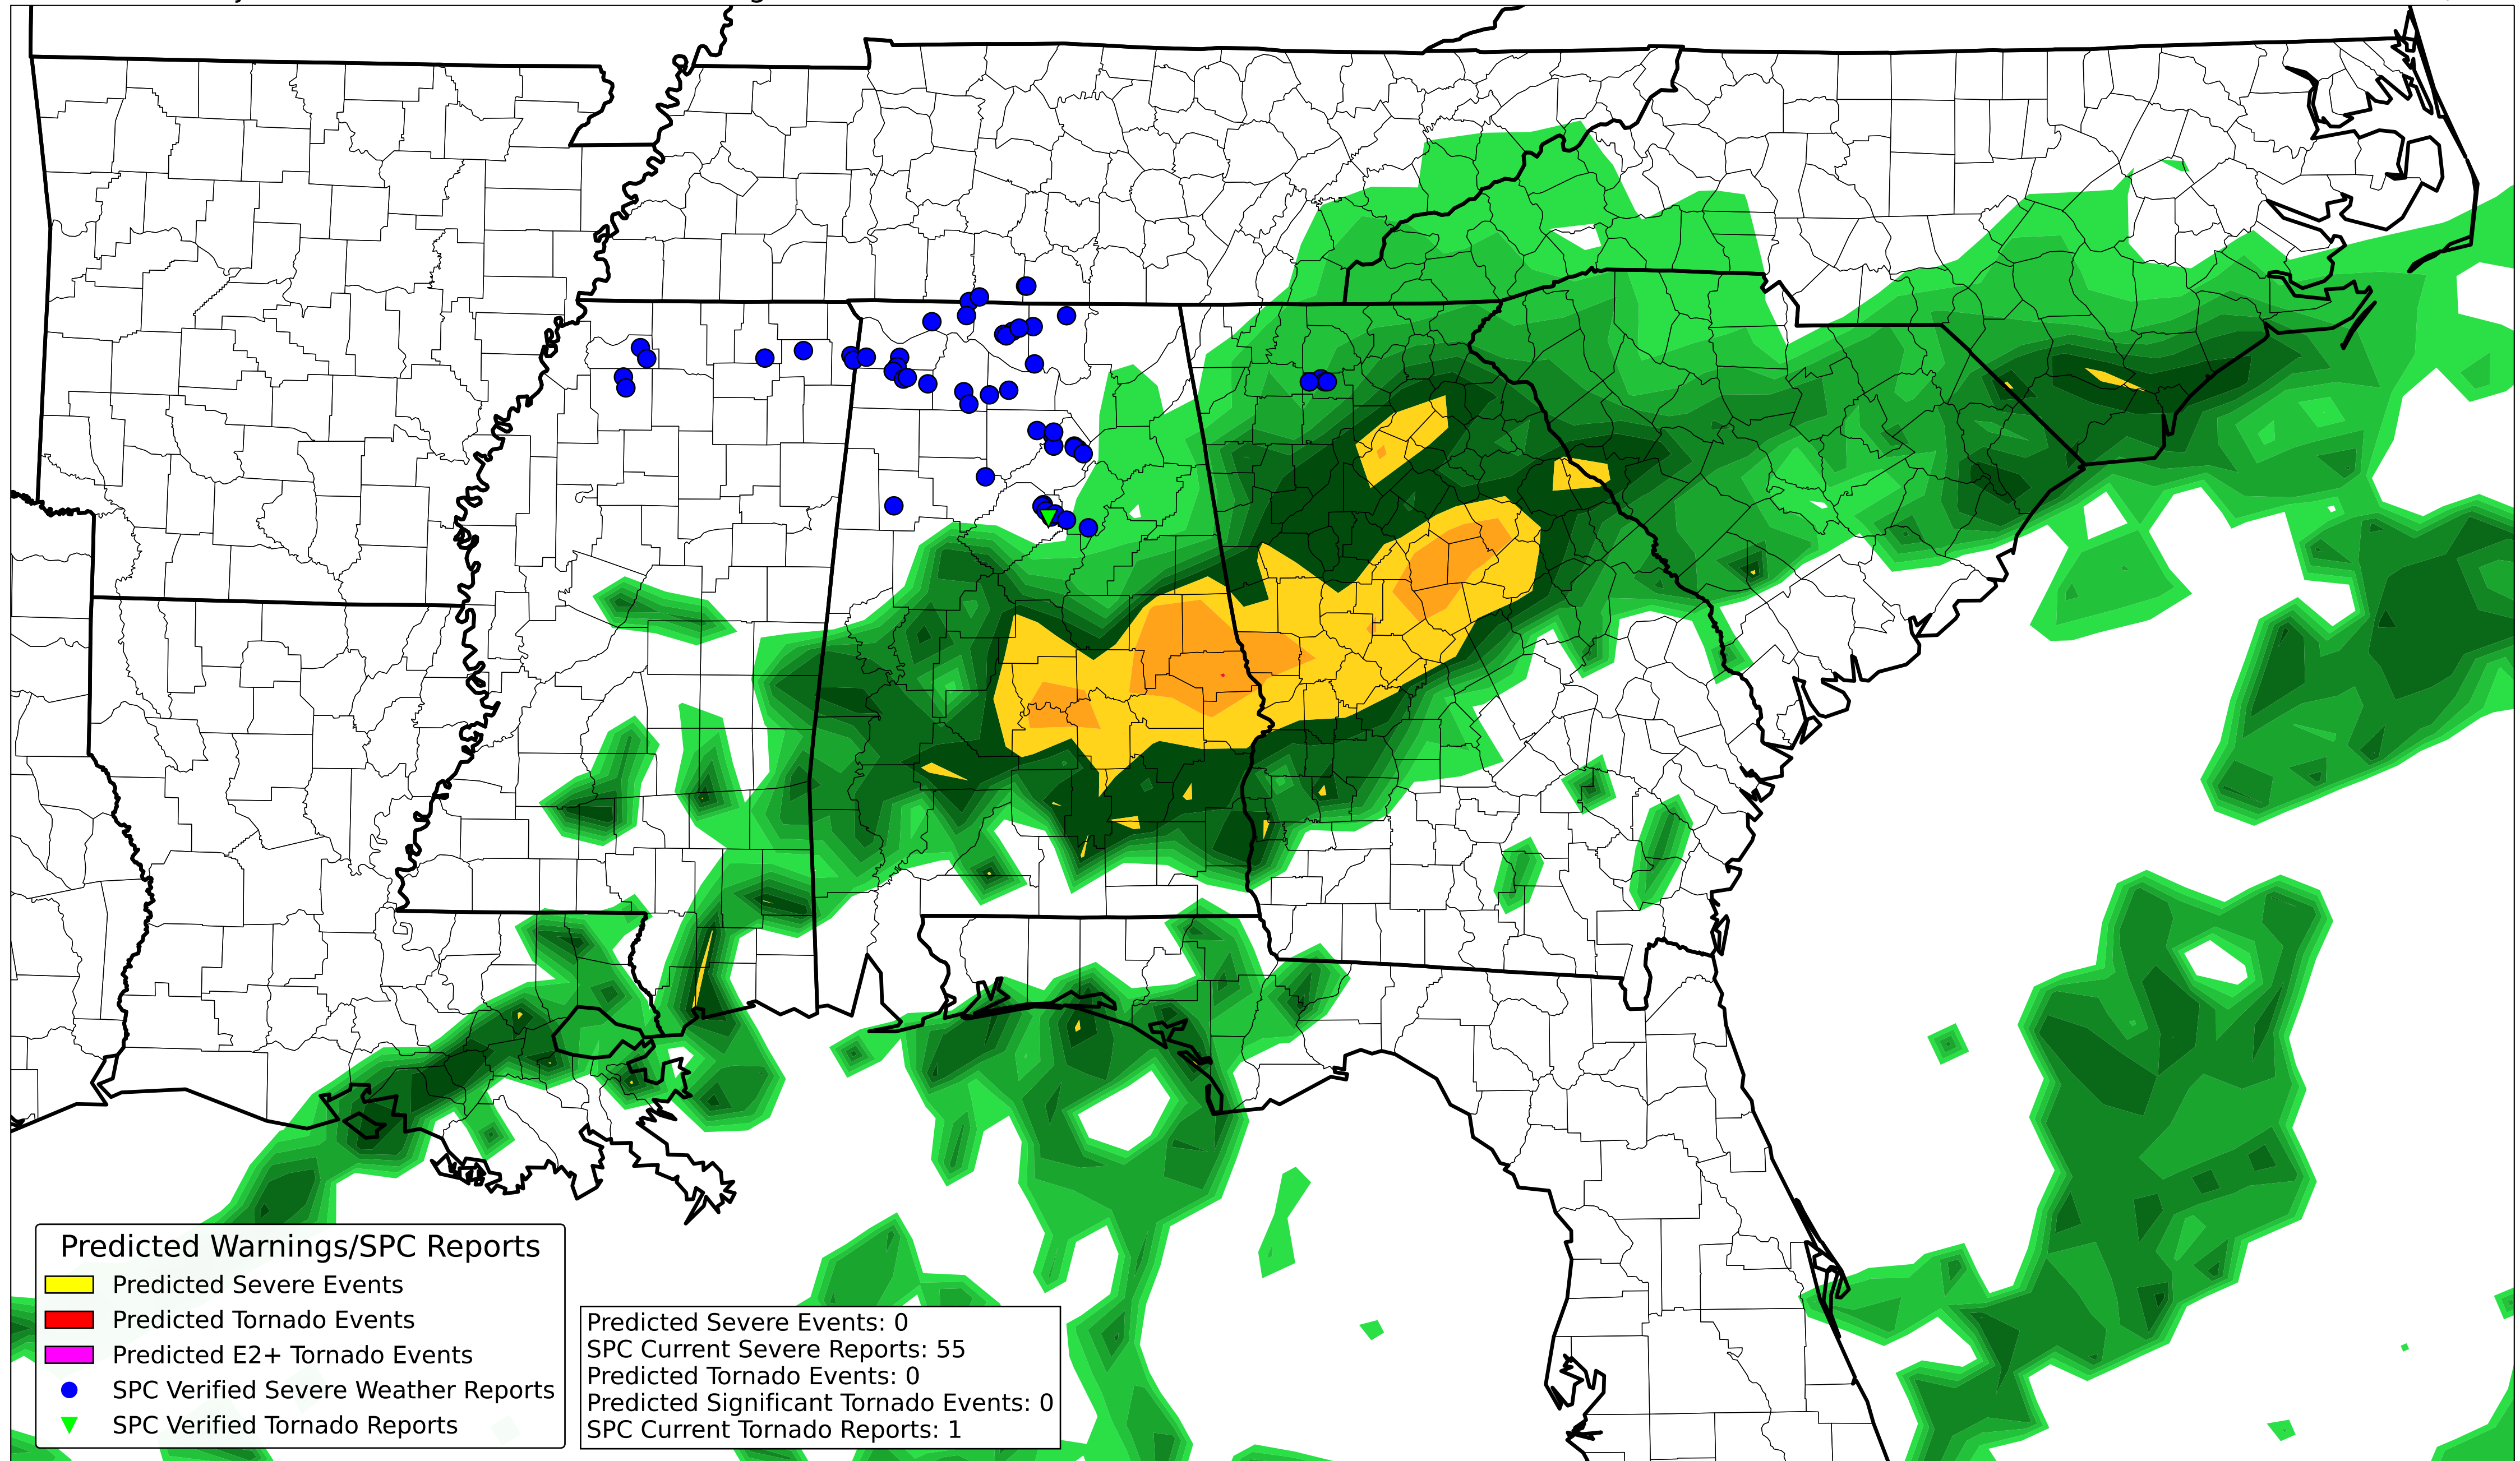 Predicted Warnings/SPC Reports
Predicted Severe Events
Predicted Tornado Events
Predicted E2+ Tornado Events
SPC Verified Severe Weather Reports
SPC Verified Tornado Reports
Predicted Severe Events: 0
SPC Current Severe Reports: 55
Predicted Tornado Events: 0
Predicted Significant Tornado Events: 0
SPC Current Tornado Reports: 1